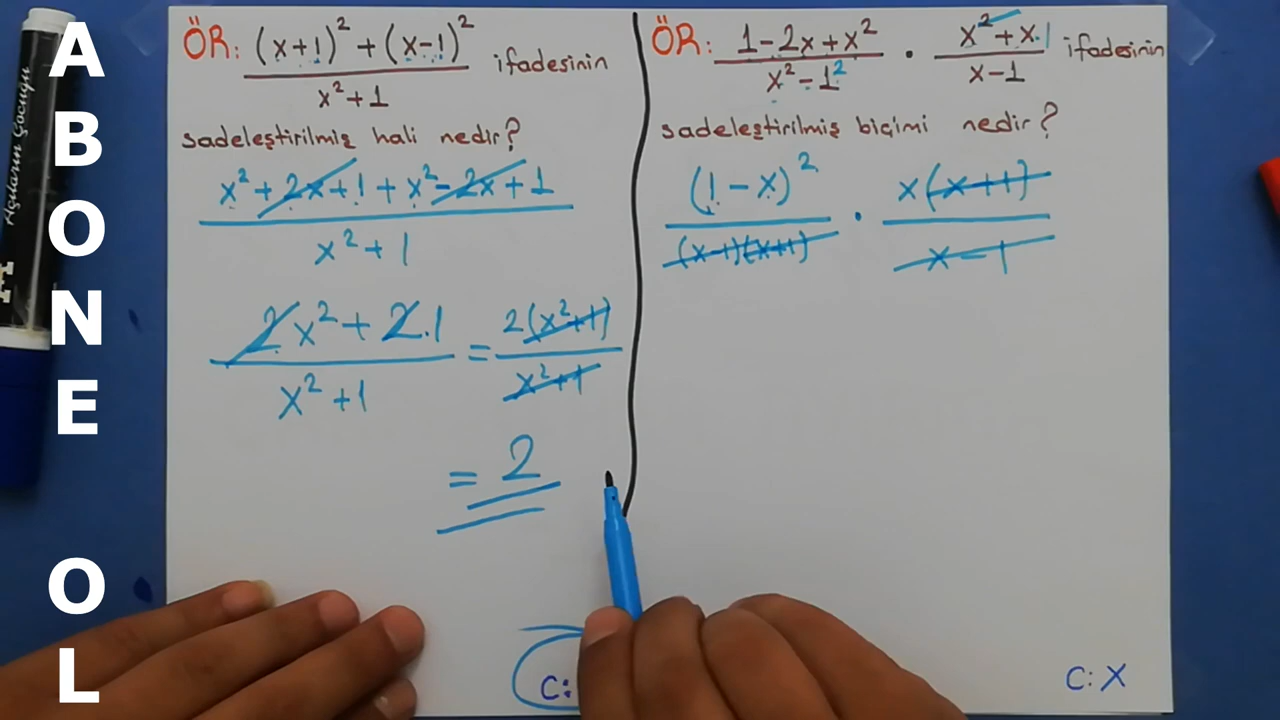 A
B
O
N
E
O
L
Açıların Çocuğu
ÖR: (x+1)² + (x-1)² / x²+1 ifadesinin
sadeleştirilmiş hali nedir?
x² + 2x + 1 + x² - 2x + 1 / x² + 1
2x² + 2.1 / x² + 1 = 2(x²+1) / x²+1
= 2
C:
ÖR: 1-2x+x² / x²-1² . x²+x.1 / x-1 ifadesinin
sadeleştirilmiş biçimi nedir?
(1-x)² / (x-1)(x+1) . x(x+1) / x-1
C: X